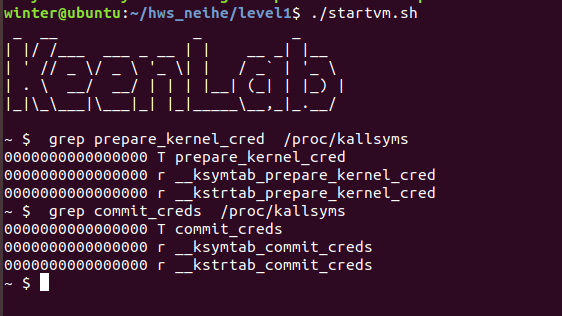 winter@ubuntu:~/hws_neihe/level1$ ./startvm.sh
KeenLab
~ $  grep prepare_kernel_cred  /proc/kallsyms
0000000000000000 T prepare_kernel_cred
0000000000000000 r __ksymtab_prepare_kernel_cred
0000000000000000 r __kstrtab_prepare_kernel_cred
~ $  grep commit_creds  /proc/kallsyms
0000000000000000 T commit_creds
0000000000000000 r __ksymtab_commit_creds
0000000000000000 r __kstrtab_commit_creds
~ $